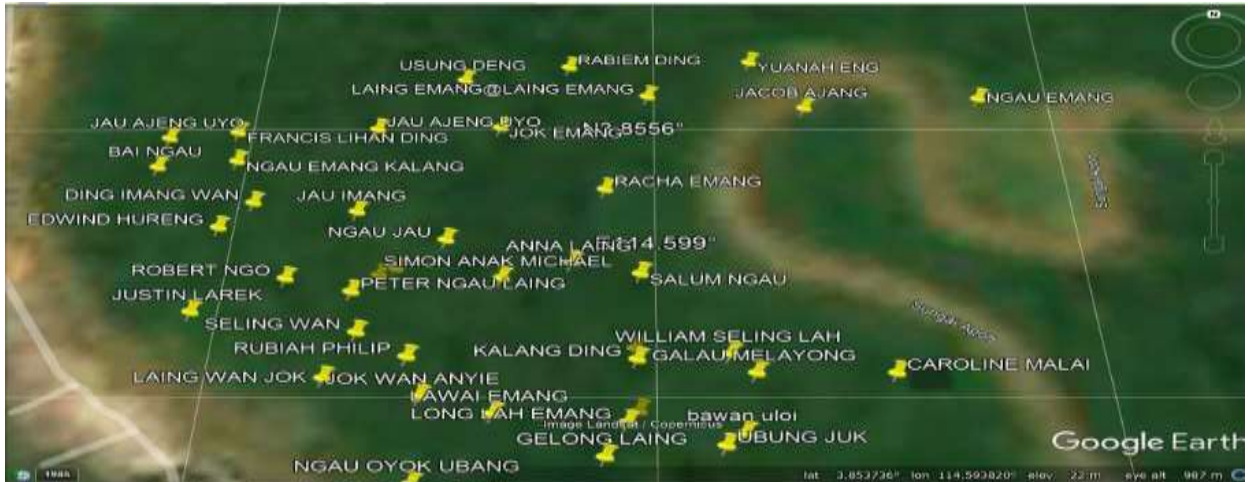 N
USUNG DENG
RABIEM DING
YUANAH ENG
LAING EMANG@LAING EMANG
JACOB AJANG
NGAU EMANG
JAU AJENG UYO
FRANCIS LIHAN DING
JAU AJENG UYO
JOK EMANG
N3.8556°
BAI NGAU
NGAU EMANG KALANG
RACHA EMANG
DING IMANG WAN
JAU IMANG
EDWIND HURENG
NGAU JAU
ANNA LAING
E114.599°
SIMON ANAK MICHAEL
ROBERT NGO
PETER NGAU LAING
SALUM NGAU
JUSTIN LAREK
SELING WAN
WILLIAM SELING LAH
RUBIAH PHILIP
KALANG DING
GALAU MELAYONG
CAROLINE MALAI
LAING WAN JOK
JOK WAN ANYIE
LAWAI EMANG
LONG LAH EMANG
bawan uloi
Image Landsat / Copernicus
GELONG LAING
UBUNG JUK
Google Earth
NGAU OYOK UBANG
1984
lat 3.853736° lon 114.593820° elev 22 m eye alt 987 m